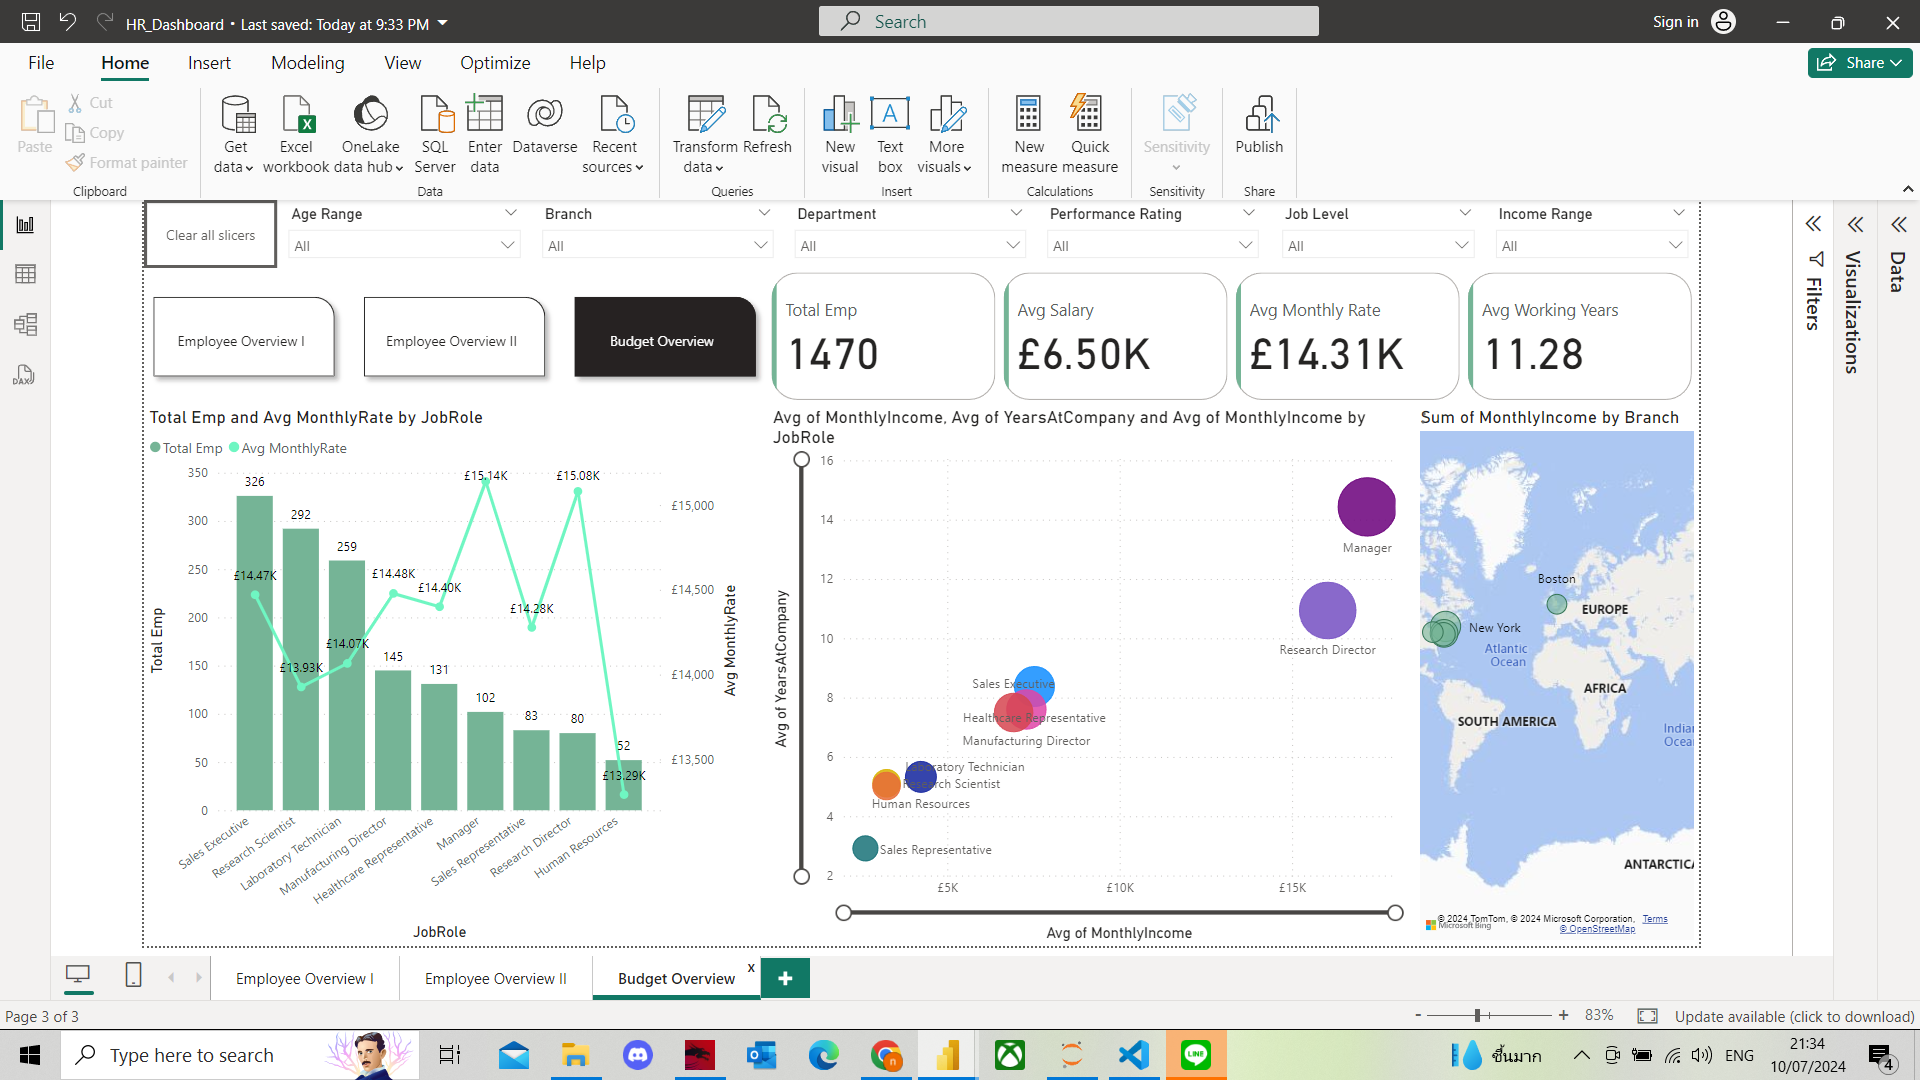 HR_Dashboard • Last saved: Today at 9:33 PM
Search
Sign in
File Home Insert Modeling View Optimize Help
Share
Paste
Cut
Copy
Format painter
Clipboard
Get data
Excel workbook
OneLake data hub
SQL Server
Enter data
Dataverse
Recent sources
Data
Transform data
Refresh
Queries
New visual
Text box
More visuals
Insert
New measure
Quick measure
Calculations
Sensitivity
Sensitivity
Publish
Share
Clear all slicers
Age Range
All
Branch
All
Department
All
Performance Rating
All
Job Level
All
Income Range
All
Filters
Visualizations
Data
DAX
Employee Overview I
Employee Overview II
Budget Overview
Total Emp
1470
Avg Salary
£6.50K
Avg Monthly Rate
£14.31K
Avg Working Years
11.28
Total Emp and Avg MonthlyRate by JobRole
Total Emp Avg MonthlyRate
350
300
250
200
150
100
50
0
Total Emp
326
292
259
145
131
102
83
80
52
£14.47K
£13.93K
£14.07K
£14.48K
£14.40K
£15.14K
£14.28K
£15.08K
£13.29K
£15,000
£14,500
£14,000
£13,500
Avg MonthlyRate
Sales Executive
Research Scientist
Laboratory Technician
Manufacturing Director
Healthcare Representative
Manager
Sales Representative
Research Director
Human Resources
JobRole
Avg of MonthlyIncome, Avg of YearsAtCompany and Avg of MonthlyIncome by
JobRole
16
14
12
10
8
6
4
2
Avg of YearsAtCompany
Manager
Research Director
Sales Executive
Healthcare Representative
Manufacturing Director
Laboratory Technician
Research Scientist
Human Resources
Sales Representative
£5K
£10K
£15K
Avg of MonthlyIncome
Sum of MonthlyIncome by Branch
Boston
EUROPE
New York
Atlantic
Ocean
AFRICA
SOUTH AMERICA
Indian
Ocea
ANTARCTICA
© 2024 TomTom, © 2024 Microsoft Corporation, Terms
Microsoft Bing
© OpenStreetMap
Employee Overview I
Employee Overview II
Budget Overview
x
+
Page 3 of 3
- + 83%
Update available (click to download)
Type here to search
LINE
ขึ้นมาก
ENG
21:34
10/07/2024
4